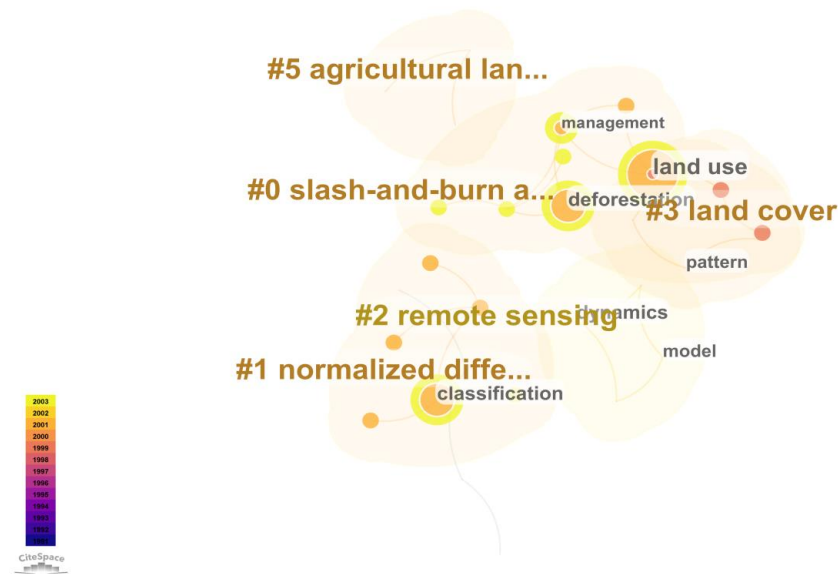 #5 agricultural lan...
management
land use
#0 slash-and-burn a...
deforestation
#3 land cover
pattern
#2 remote sensing
dynamics
model
#1 normalized diffe...
classification
2003
2002
2001
2000
1999
1998
1997
1996
1995
1994
1993
1992
1991
CiteSpace